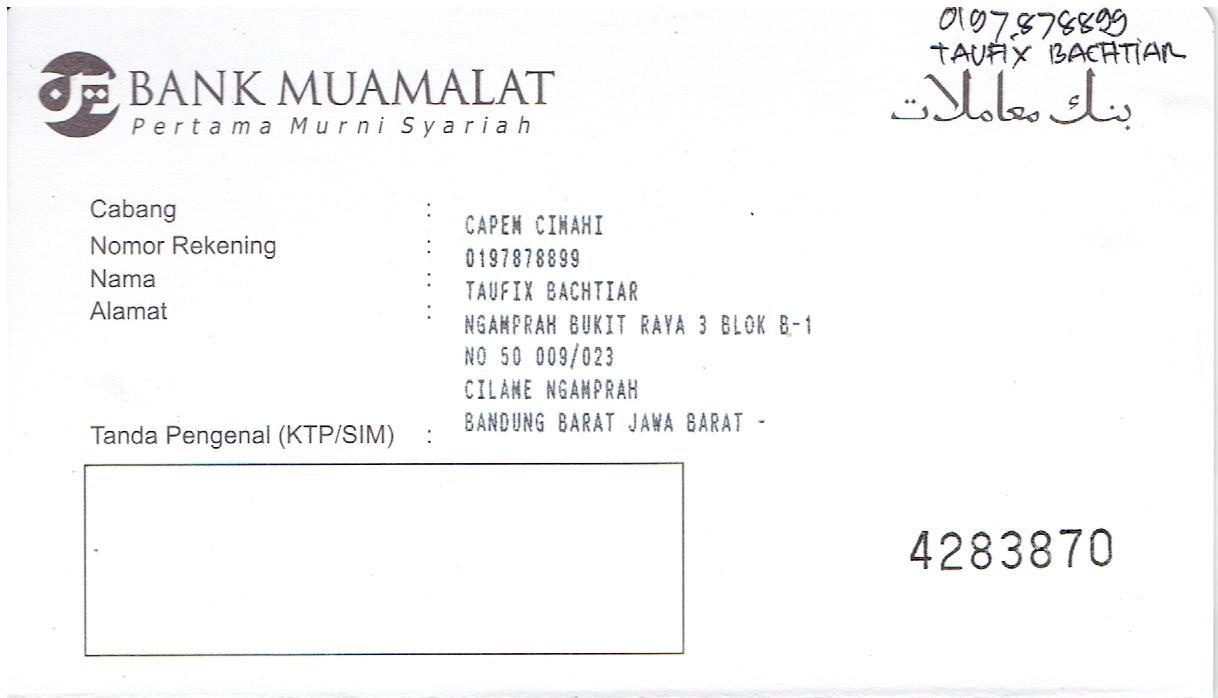 0197878899
TAUFIX BACHTIAR
BANK MUAMALAT
Pertama Murni Syariah
بنك معاملات
Cabang : CAPEM CIMAHI
Nomor Rekening : 0197878899
Nama : TAUFIX BACHTIAR
Alamat : NGAMPRAH BUKIT RAYA 3 BLOK B-1
NO 50 009/023
CILAME NGAMPRAH
BANDUNG BARAT JAWA BARAT -
Tanda Pengenal (KTP/SIM) :
4283870